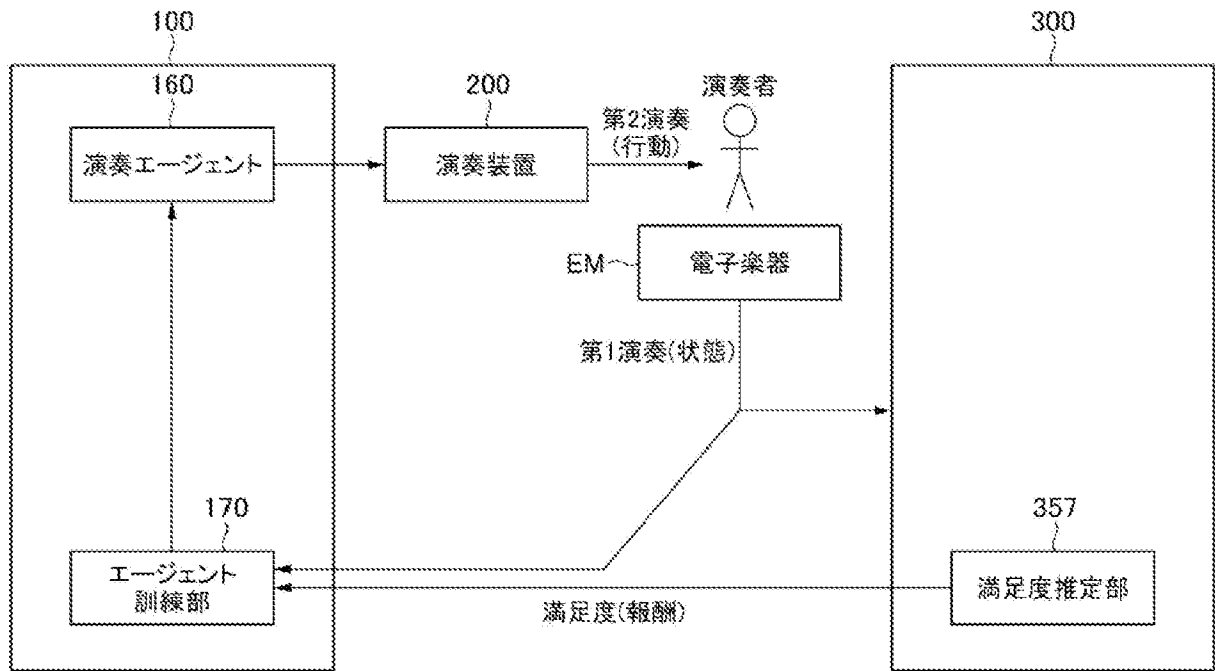 100
300
160
200
演奏者
演奏エージェント
演奏装置
第2演奏
(行動)
EM
電子楽器
第1演奏(状態)
170
357
エージェント
訓練部
満足度推定部
満足度(報酬)